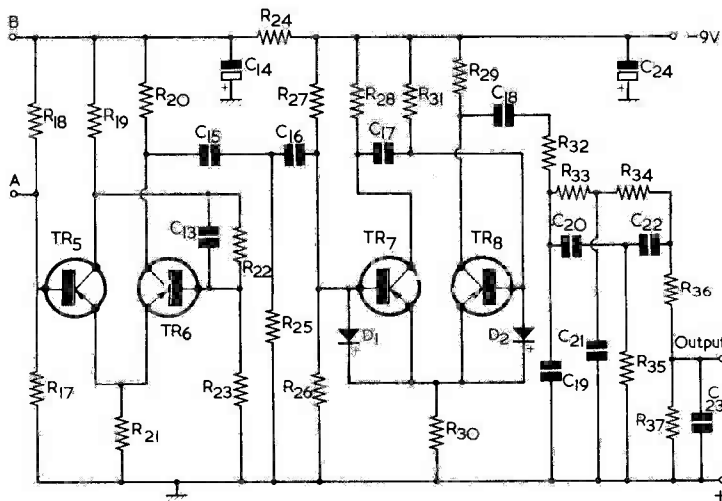 B
R24
-9V
C14
C24
R18
R19
R20
R27
R28
R31
R29
C18
C15
C16
C17
R32
R33
R34
A
C13
C20
C22
TR5
R22
TR7
TR8
R36
TR6
R25
D1
D2
C21
Output
R17
R23
R26
C19
R35
C23
R21
R30
R37
+